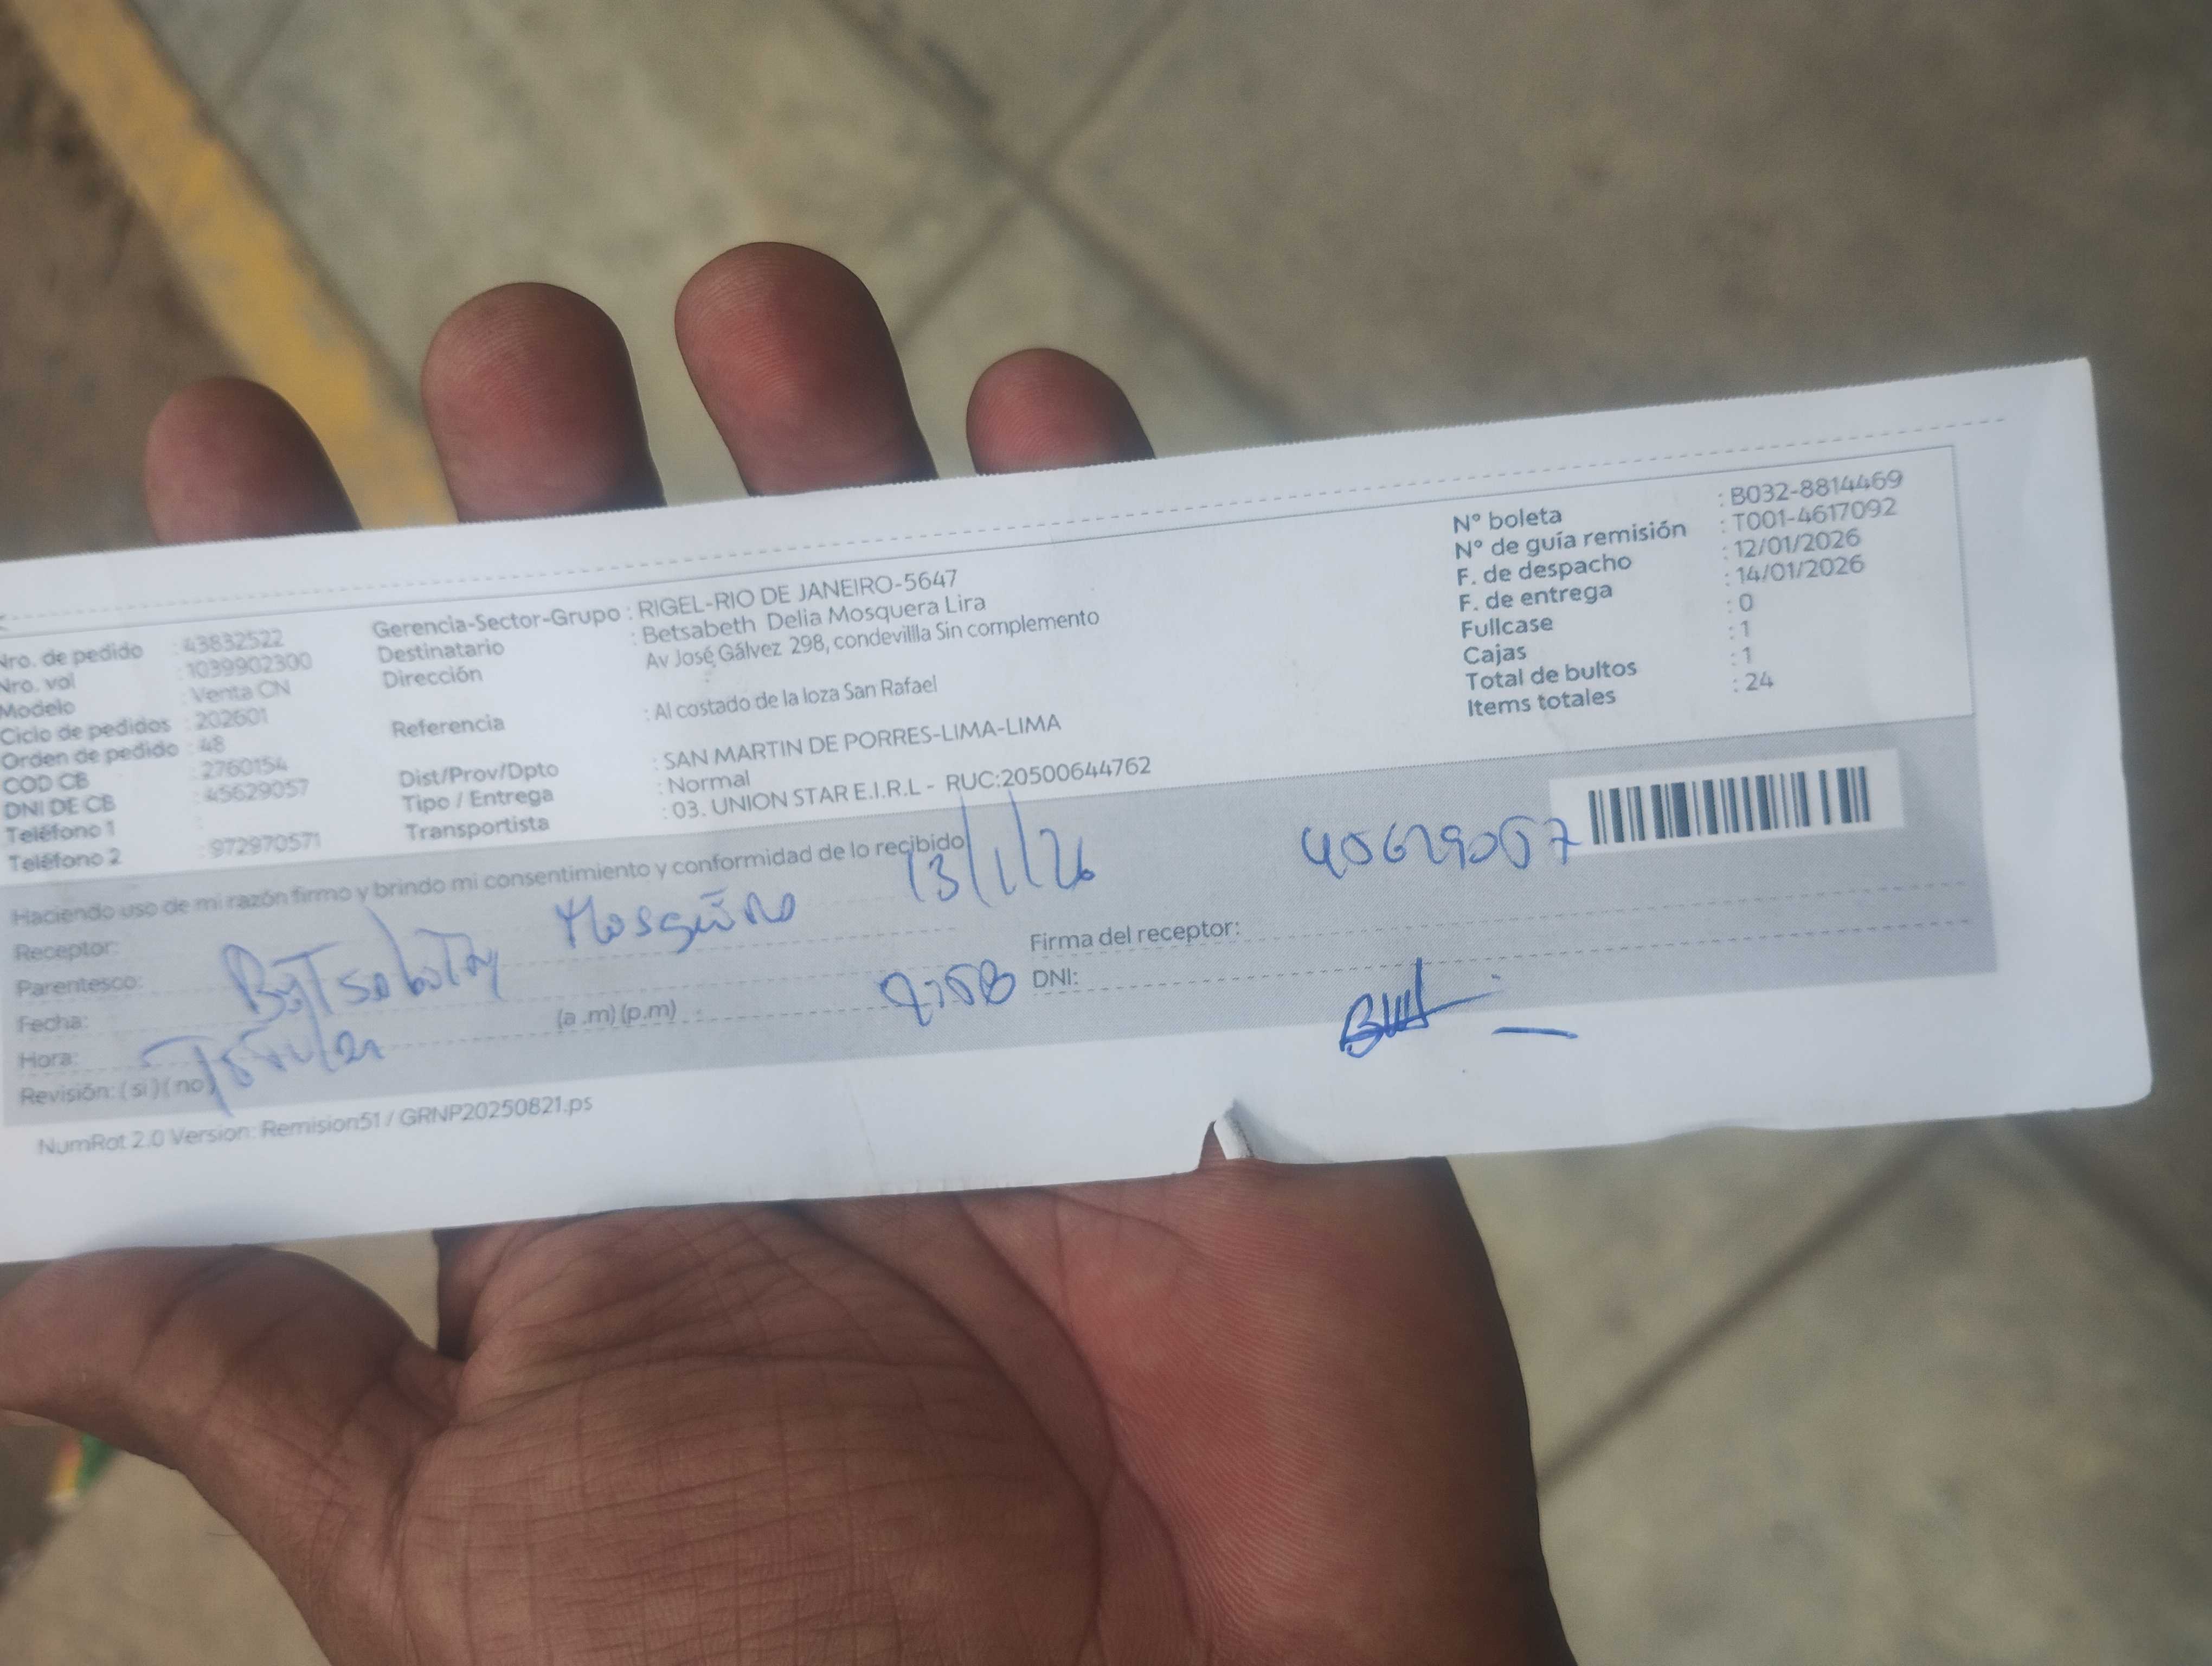 Nro. de pedido : 43832522
Nro. vol : 1039902300
Modelo : Venta CN
Ciclo de pedidos : 202601
Orden de pedido : 48
COD CB : 2760154
DNI DE CB : 45629057
Teléfono 1 :
Teléfono 2 : 972970571
Gerencia-Sector-Grupo : RIGEL-RIO DE JANEIRO-5647
Destinatario : Betsabeth Delia Mosquera Lira
Dirección Av José Gálvez 298, condevillla Sin complemento
Referencia : Al costado de la loza San Rafael
Dist/Prov/Dpto : SAN MARTIN DE PORRES-LIMA-LIMA
Tipo / Entrega : Normal
Transportista : 03. UNION STAR E.I.R.L - RUC:20500644762
N° boleta : B032-8814469
N° de guía remisión : T001-4617092
F. de despacho : 12/01/2026
F. de entrega : 14/01/2026
Fullcase : 0
Cajas : 1
Total de bultos : 1
Items totales : 24
Haciendo uso de mi razón firmo y brindo mi consentimiento y conformidad de lo recibido
13/1/26
45629057
Receptor:
Parentesco:
Fecha:
Hora: (a .m) (p.m)
Revisión: ( si ) ( no )
Firma del receptor:
DNI:
NumRot 2.0 Version: Remision51 / GRNP20250821.ps